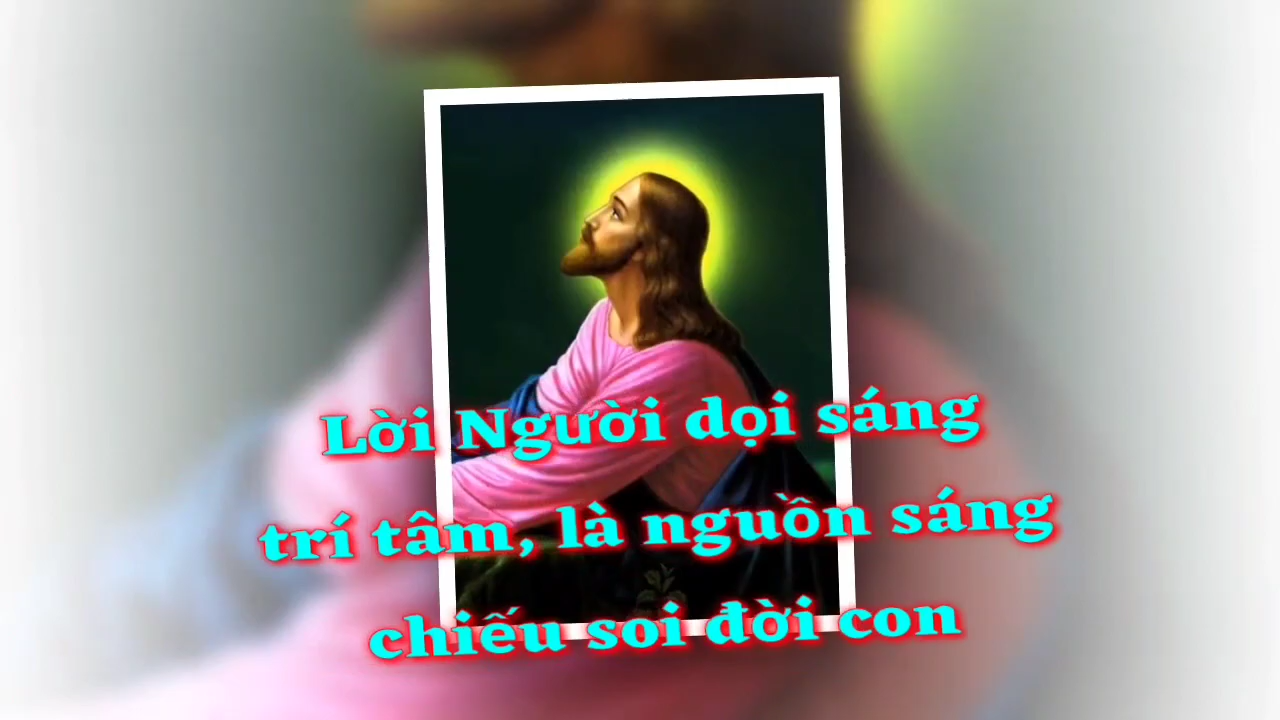 Lời Người dọi sáng
trí tâm, là nguồn sáng
chiếu soi đời con